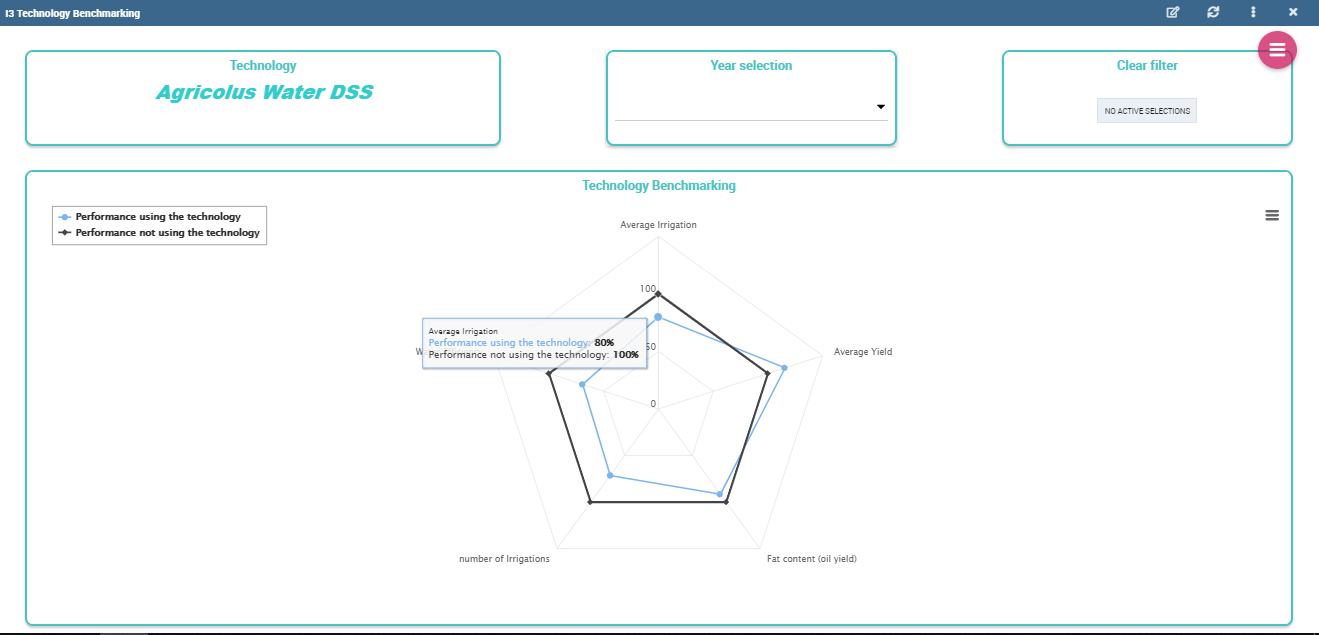 I3 Technology Benchmarking
Technology
Agricolus Water DSS
Year selection
Clear filter
NO ACTIVE SELECTIONS
Technology Benchmarking
Performance using the technology
Performance not using the technology
Average Irrigation
100
Average Irrigation
Performance using the technology: 80%
Performance not using the technology: 100%
50
Average Yield
0
number of Irrigations
Fat content (oil yield)